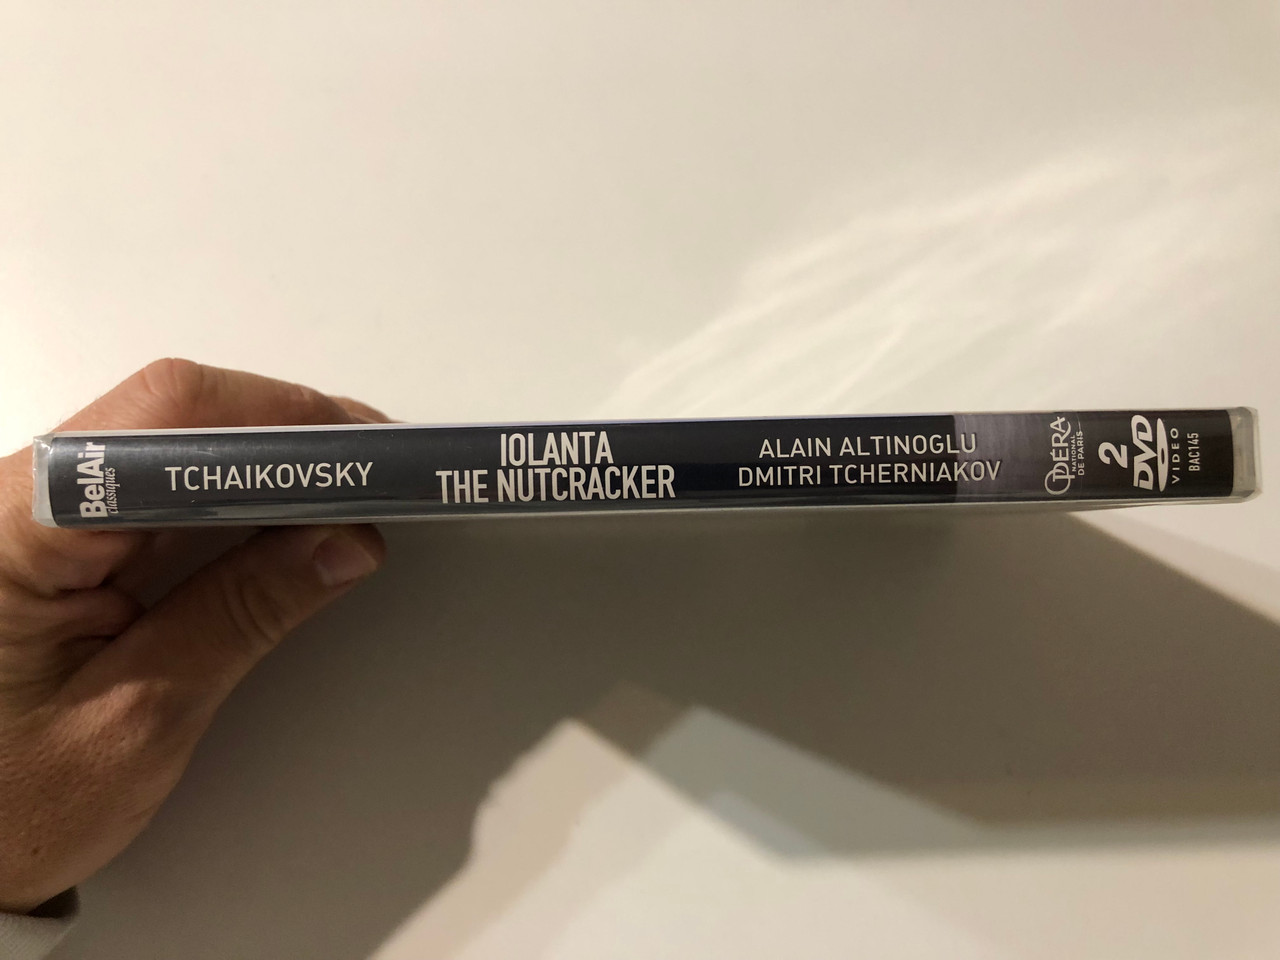 BelAir
classiques
TCHAIKOVSKY
IOLANTA
THE NUTCRACKER
ALAIN ALTINOGLU
DMITRI TCHERNIAKOV
OPÉRA
NATIONAL
DE PARIS
2
DVD
VIDEO
BAC145